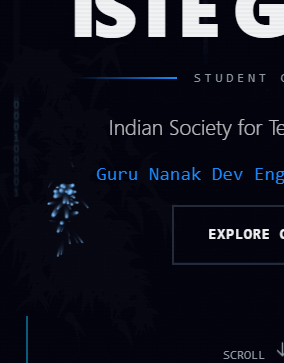 ISTE G
STUDENT C
Indian Society for Te
Guru Nanak Dev Eng
EXPLORE
SCROLL